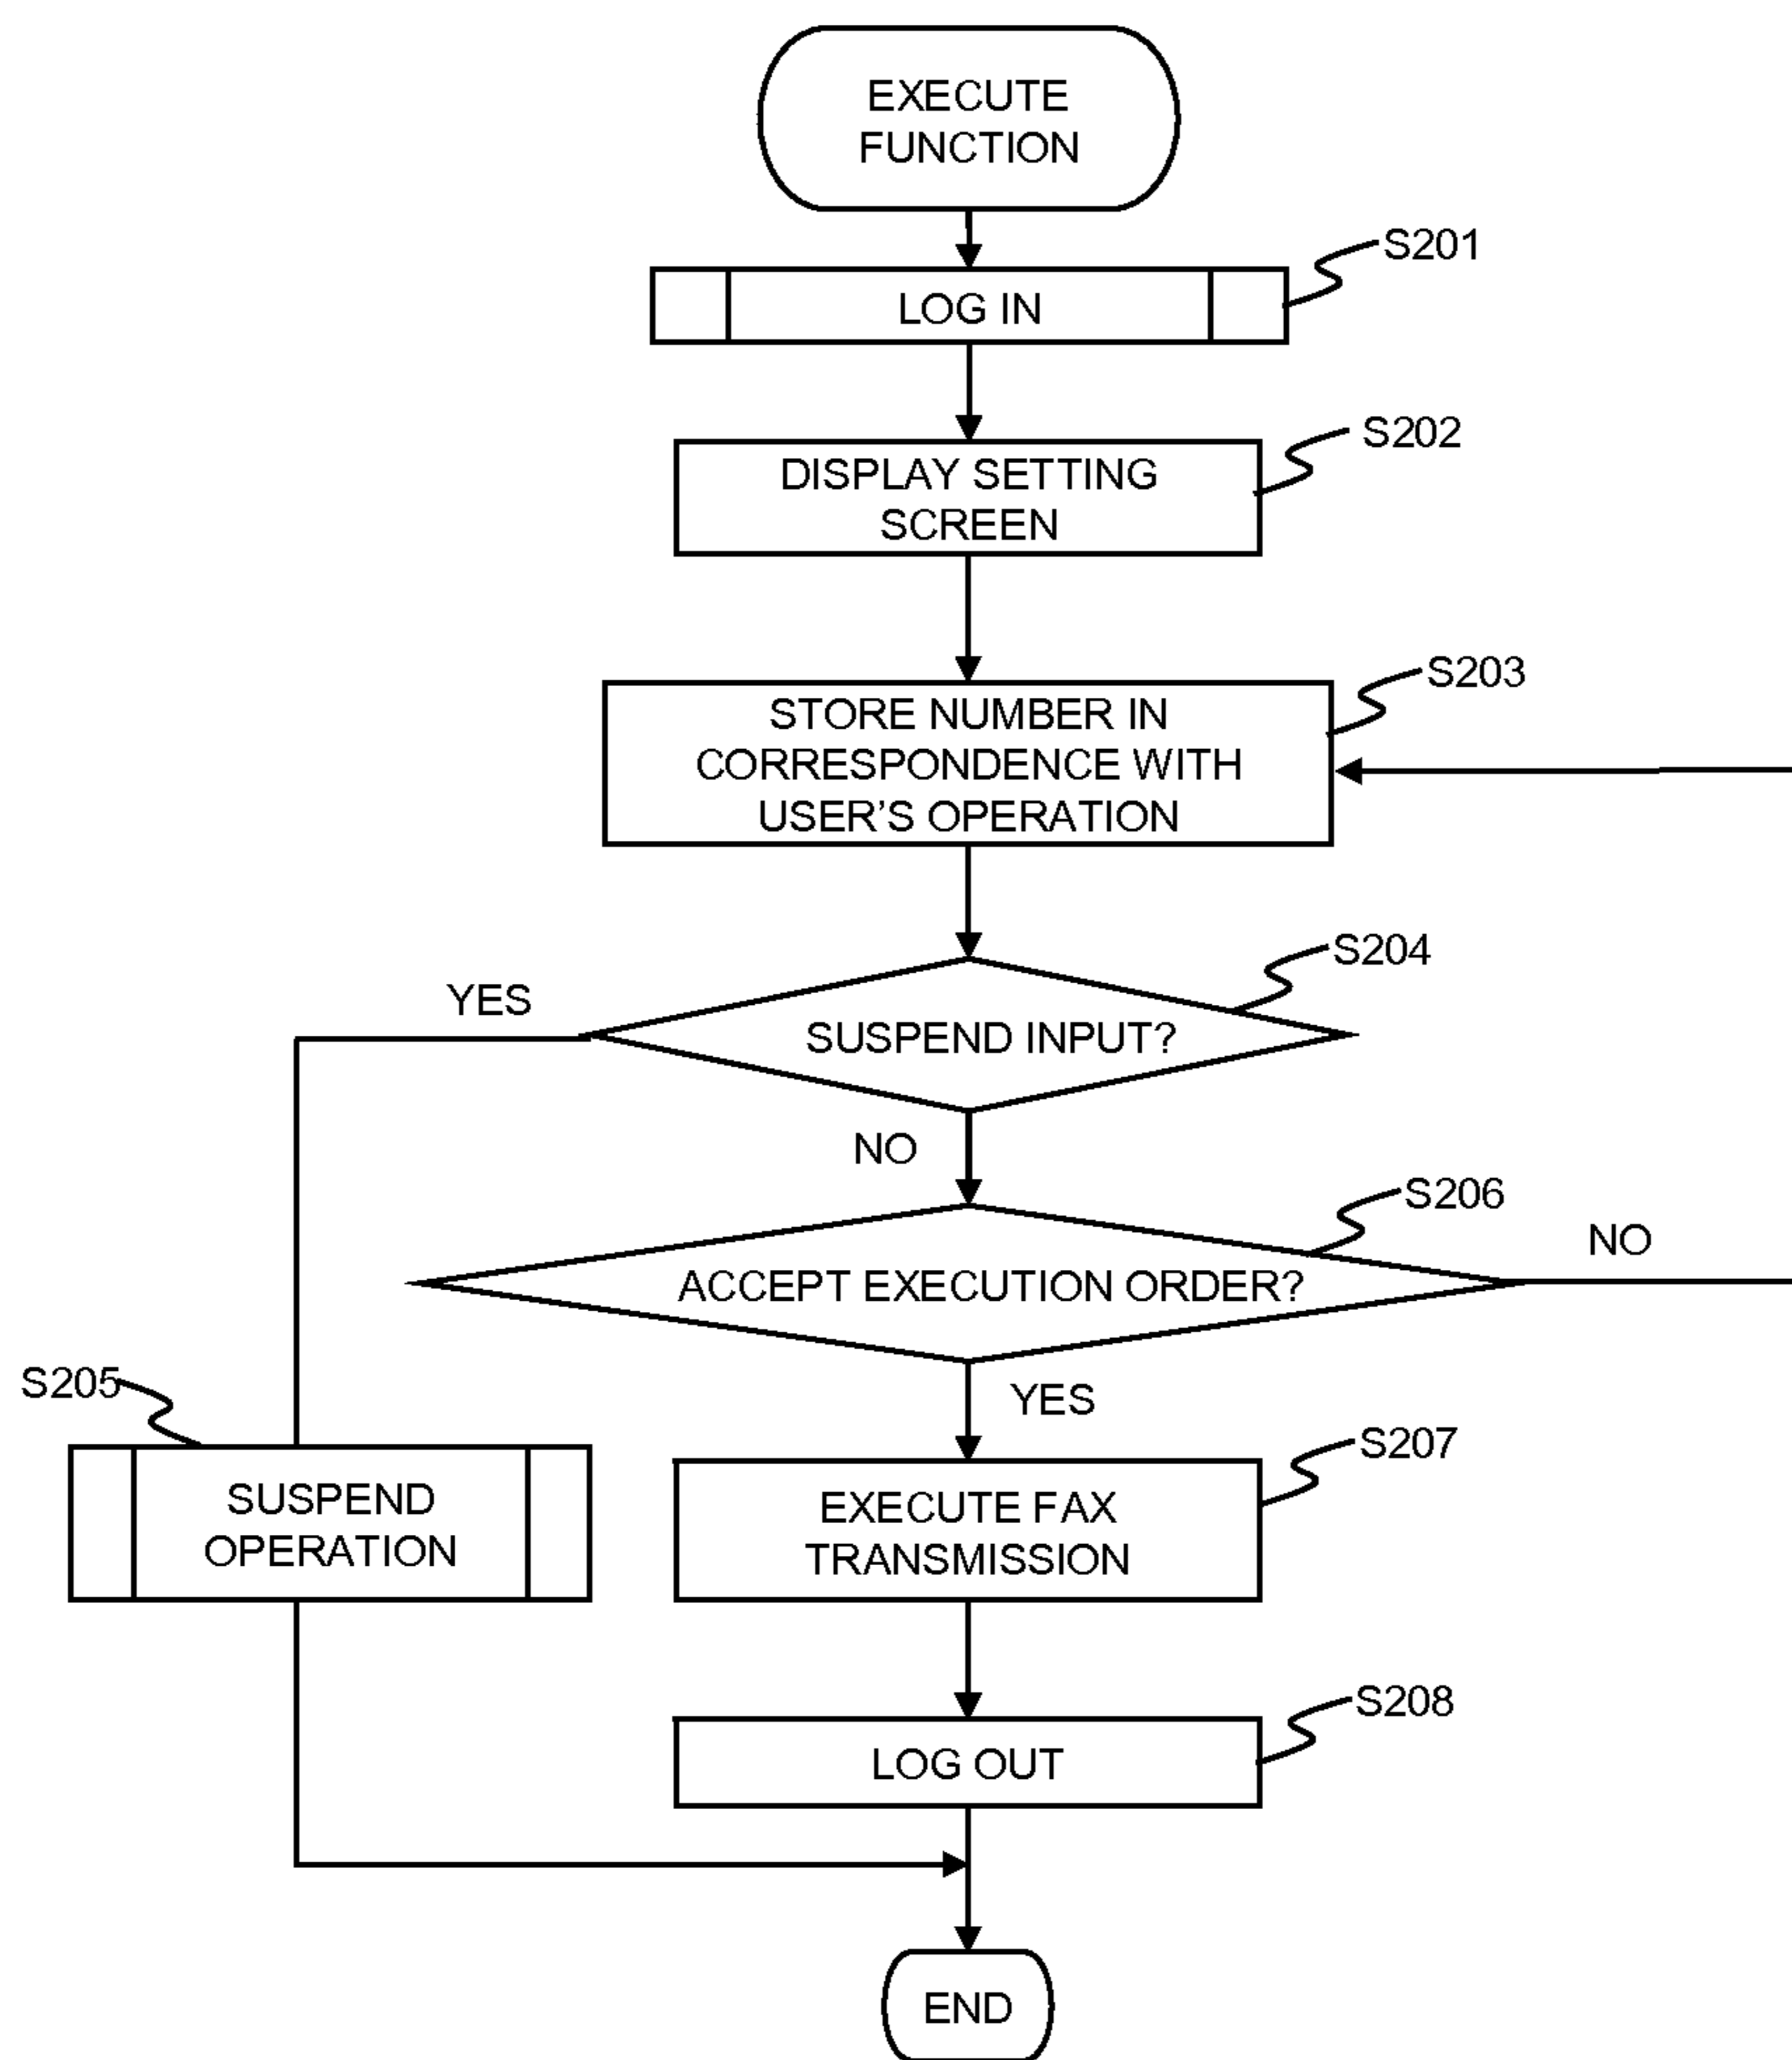 EXECUTE
FUNCTION
S201
LOG IN
S202
DISPLAY SETTING
SCREEN
S203
STORE NUMBER IN
CORRESPONDENCE WITH
USER'S OPERATION
S204
YES
SUSPEND INPUT?
NO
S206
NO
ACCEPT EXECUTION ORDER?
S205
YES
S207
SUSPEND
OPERATION
EXECUTE FAX
TRANSMISSION
S208
LOG OUT
END